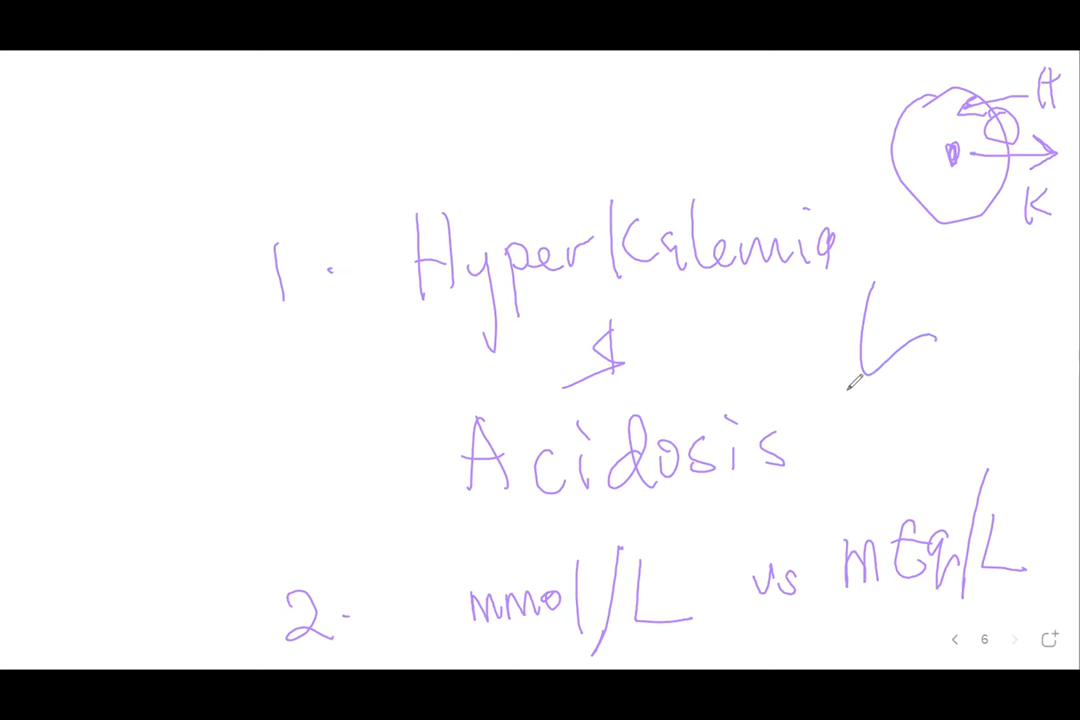 H
K
1. Hyperkalemia
&
Acidosis
2. mmol/L vs mEq/L
6